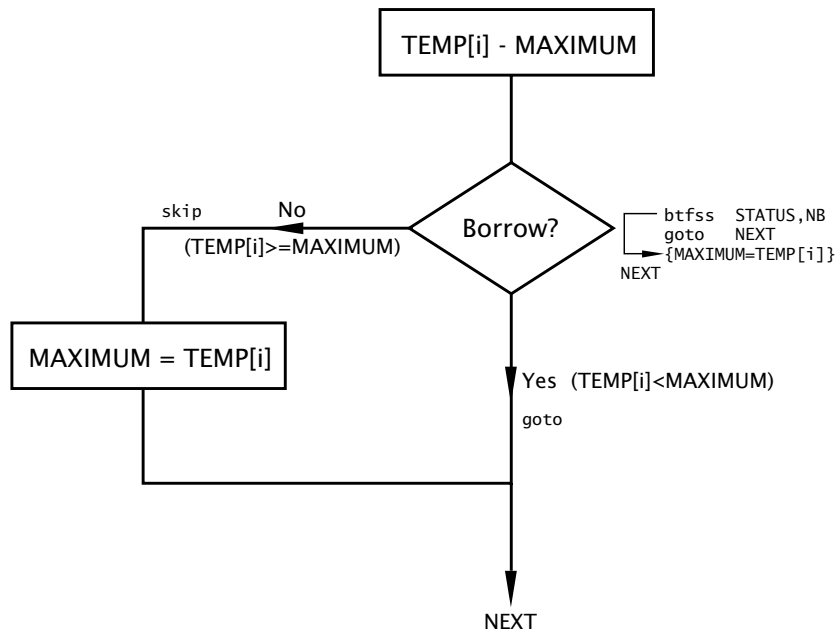 TEMP[i] - MAXIMUM
skip
No
(TEMP[i]>=MAXIMUM)
Borrow?
btfss STATUS,NB
goto NEXT
{MAXIMUM=TEMP[i]}
NEXT
MAXIMUM = TEMP[i]
Yes (TEMP[i]<MAXIMUM)
goto
NEXT